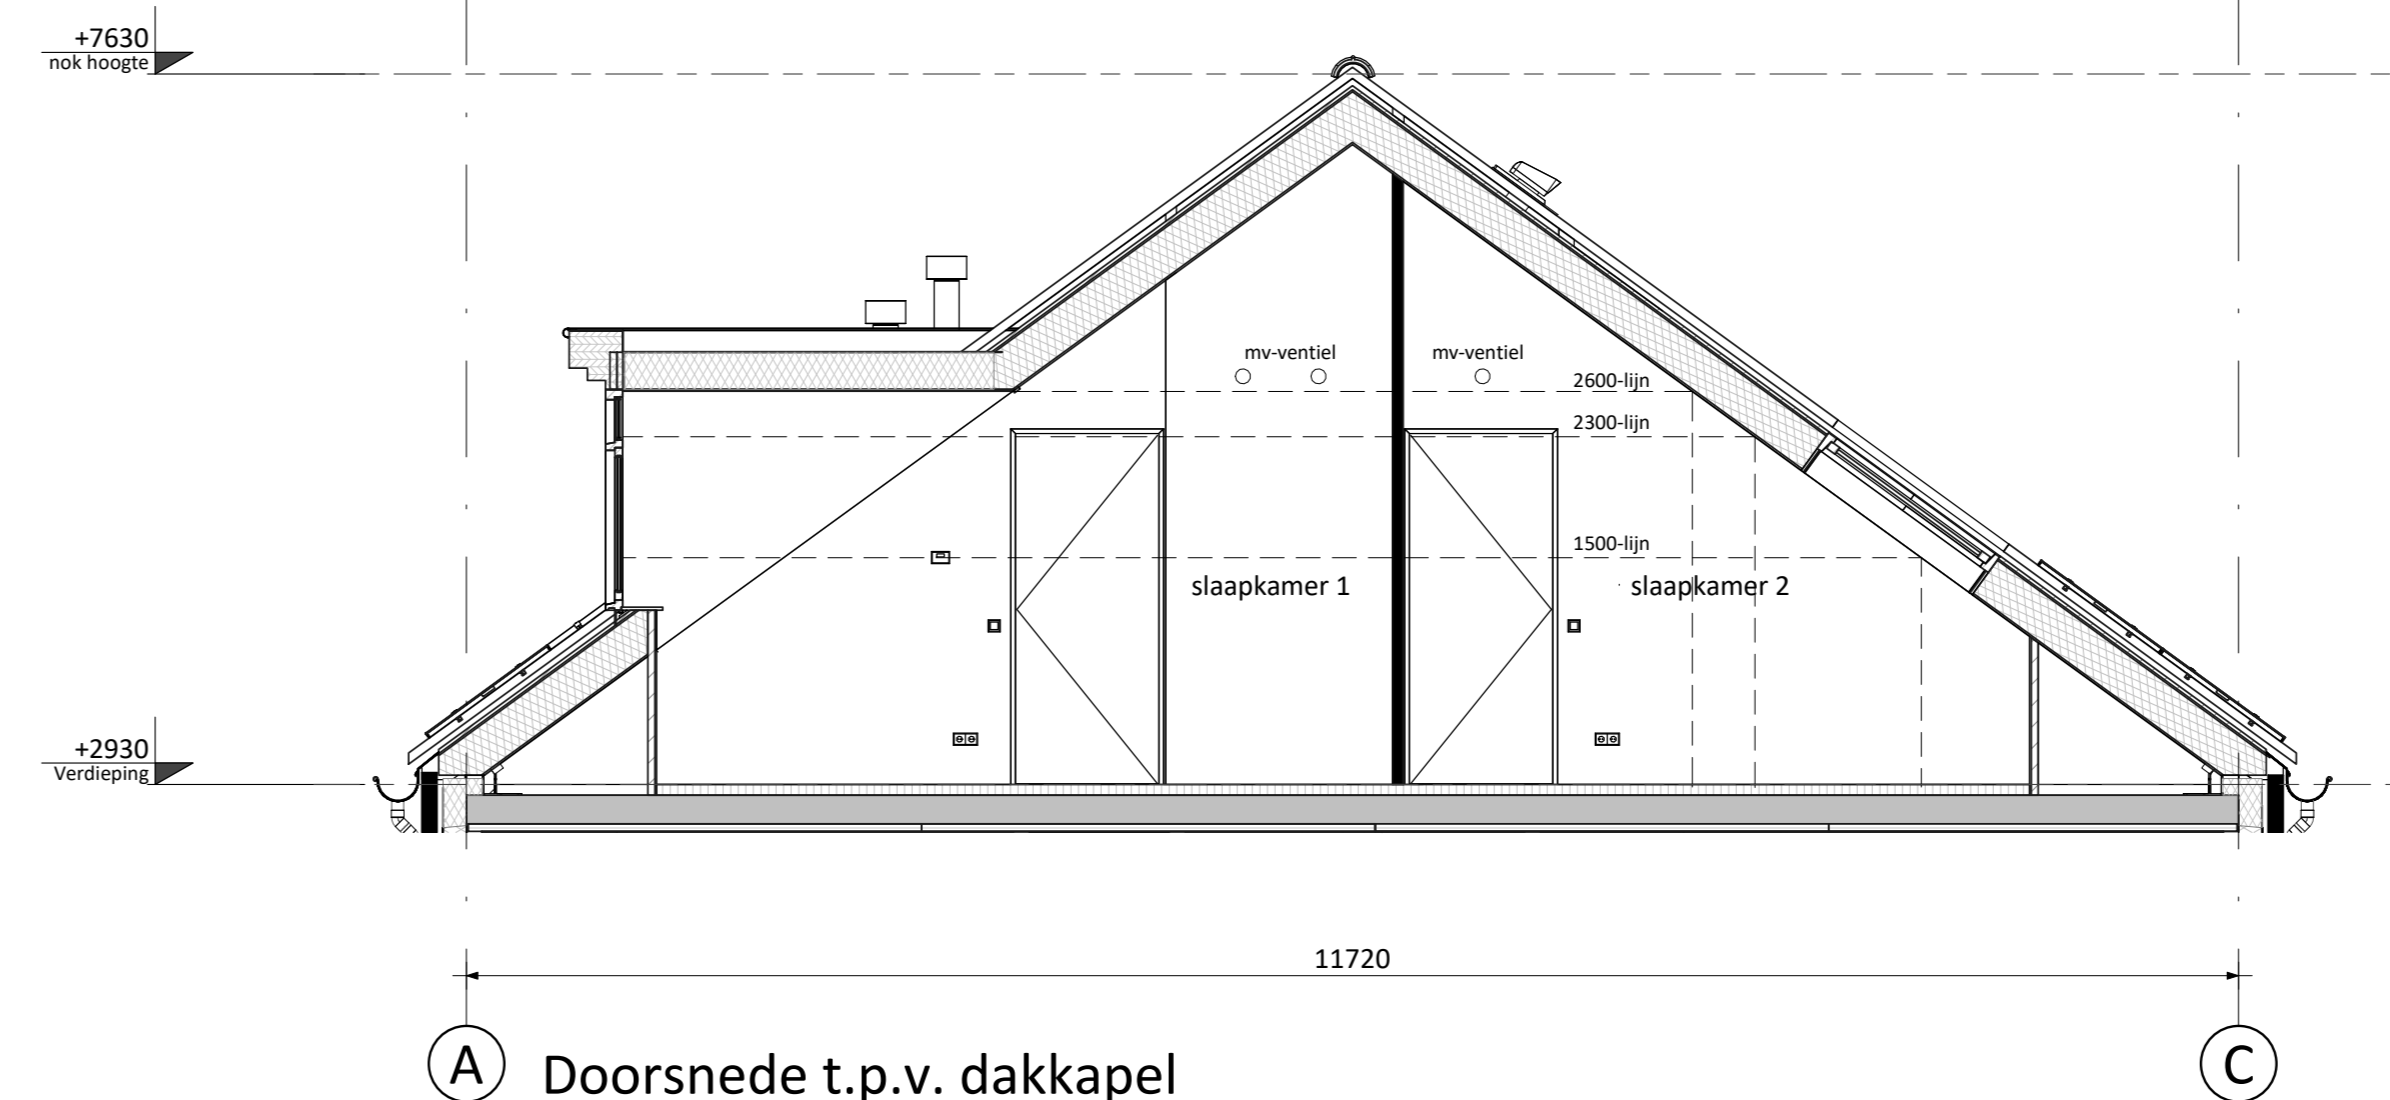 +7630
nok hoogte
mv-ventiel
mv-ventiel
2600-lijn
2300-lijn
1500-lijn
slaapkamer 1
slaapkamer 2
+2930
Verdieping
11720
A
Doorsnede t.p.v. dakkapel
C